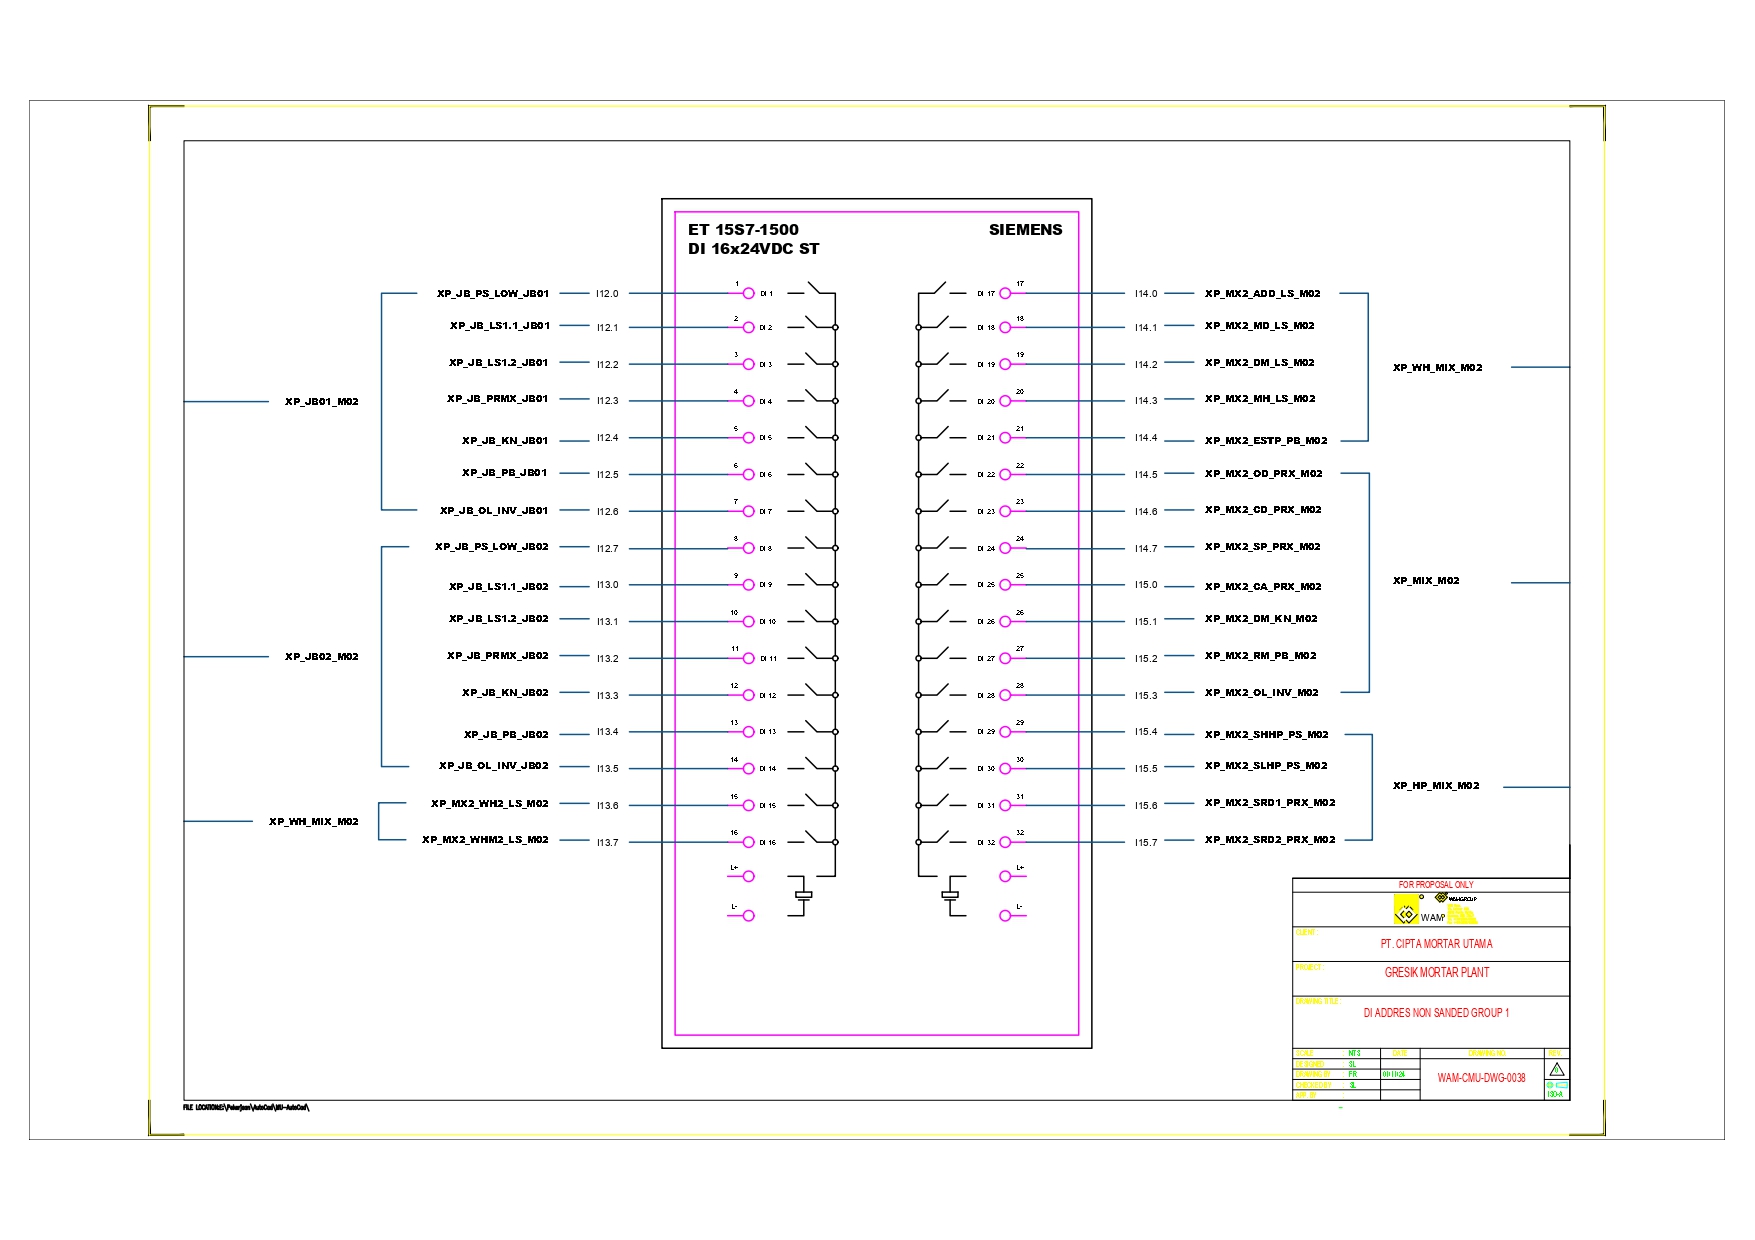 ET 15S7-1500
DI 16x24VDC ST
SIEMENS
XP_JB01_M02
XP_JB_PS_LOW_JB01 I12.0 1 DI 1
XP_JB_LS1.1_JB01 I12.1 2 DI 2
XP_JB_LS1.2_JB01 I12.2 3 DI 3
XP_JB_PRMX_JB01 I12.3 4 DI 4
XP_JB_KN_JB01 I12.4 5 DI 5
XP_JB_PB_JB01 I12.5 6 DI 6
XP_JB_OL_INV_JB01 I12.6 7 DI 7
XP_JB02_M02
XP_JB_PS_LOW_JB02 I12.7 8 DI 8
XP_JB_LS1.1_JB02 I13.0 9 DI 9
XP_JB_LS1.2_JB02 I13.1 10 DI 10
XP_JB_PRMX_JB02 I13.2 11 DI 11
XP_JB_KN_JB02 I13.3 12 DI 12
XP_JB_PB_JB02 I13.4 13 DI 13
XP_JB_OL_INV_JB02 I13.5 14 DI 14
XP_WH_MIX_M02
XP_MX2_WH2_LS_M02 I13.6 15 DI 15
XP_MX2_WHM2_LS_M02 I13.7 16 DI 16
L+
L-
DI 17 17 I14.0 XP_MX2_ADD_LS_M02
DI 18 18 I14.1 XP_MX2_MD_LS_M02
DI 19 19 I14.2 XP_MX2_DM_LS_M02
DI 20 20 I14.3 XP_MX2_MH_LS_M02
DI 21 21 I14.4 XP_MX2_ESTP_PB_M02
XP_WH_MIX_M02
DI 22 22 I14.5 XP_MX2_OD_PRX_M02
DI 23 23 I14.6 XP_MX2_CD_PRX_M02
DI 24 24 I14.7 XP_MX2_SP_PRX_M02
DI 25 25 I15.0 XP_MX2_CA_PRX_M02
DI 26 26 I15.1 XP_MX2_DM_KN_M02
DI 27 27 I15.2 XP_MX2_RM_PB_M02
DI 28 28 I15.3 XP_MX2_OL_INV_M02
XP_MIX_M02
DI 29 29 I15.4 XP_MX2_SHHP_PS_M02
DI 30 30 I15.5 XP_MX2_SLHP_PS_M02
DI 31 31 I15.6 XP_MX2_SRD1_PRX_M02
DI 32 32 I15.7 XP_MX2_SRD2_PRX_M02
XP_HP_MIX_M02
L+
L-
FOR PROPOSAL ONLY
WAM WAMGROUP
CLIENT :
PT. CIPTA MORTAR UTAMA
PROJECT :
GRESIK MORTAR PLANT
DRAWING TITLE :
DI ADDRES NON SANDED GROUP 1
SCALE : NTS DATE DRAWING NO. REV.
DESIGNED : SL
DRAWING BY : FR
CHECKED BY : SL
APP. BY :
WAM-CMU-DWG-0038
ISO-A